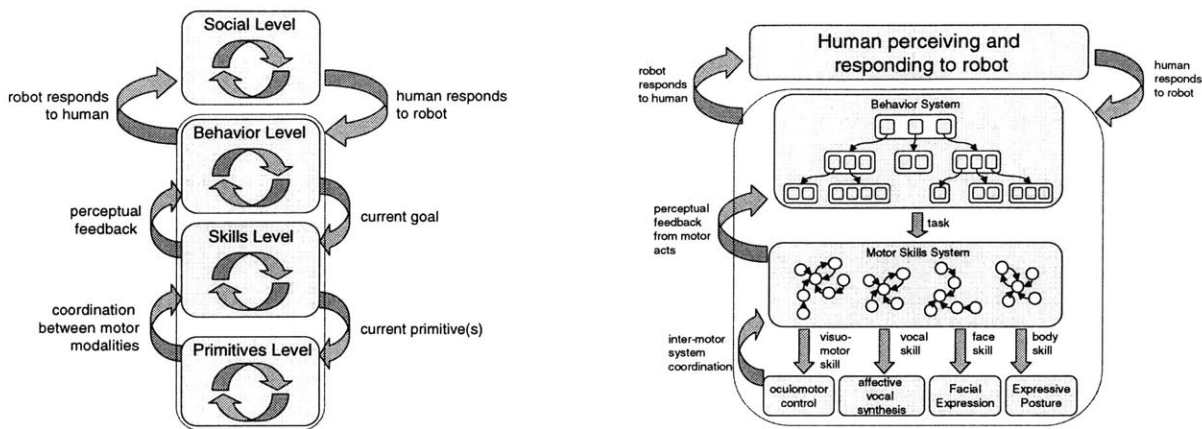 Social Level
robot responds
to human
human responds
to robot
Behavior Level
perceptual
feedback
current goal
Skills Level
coordination
between motor
modalities
current primitive(s)
Primitives Level
Human perceiving and
responding to robot
robot
responds
to human
human
responds
to robot
Behavior System
perceptual
feedback
from motor
acts
task
Motor Skills System
inter-motor
system
coordination
visuo-
motor
skill
vocal
skill
face
skill
body
skill
oculomotor
control
affective
vocal
synthesis
Facial
Expression
Expressive
Posture